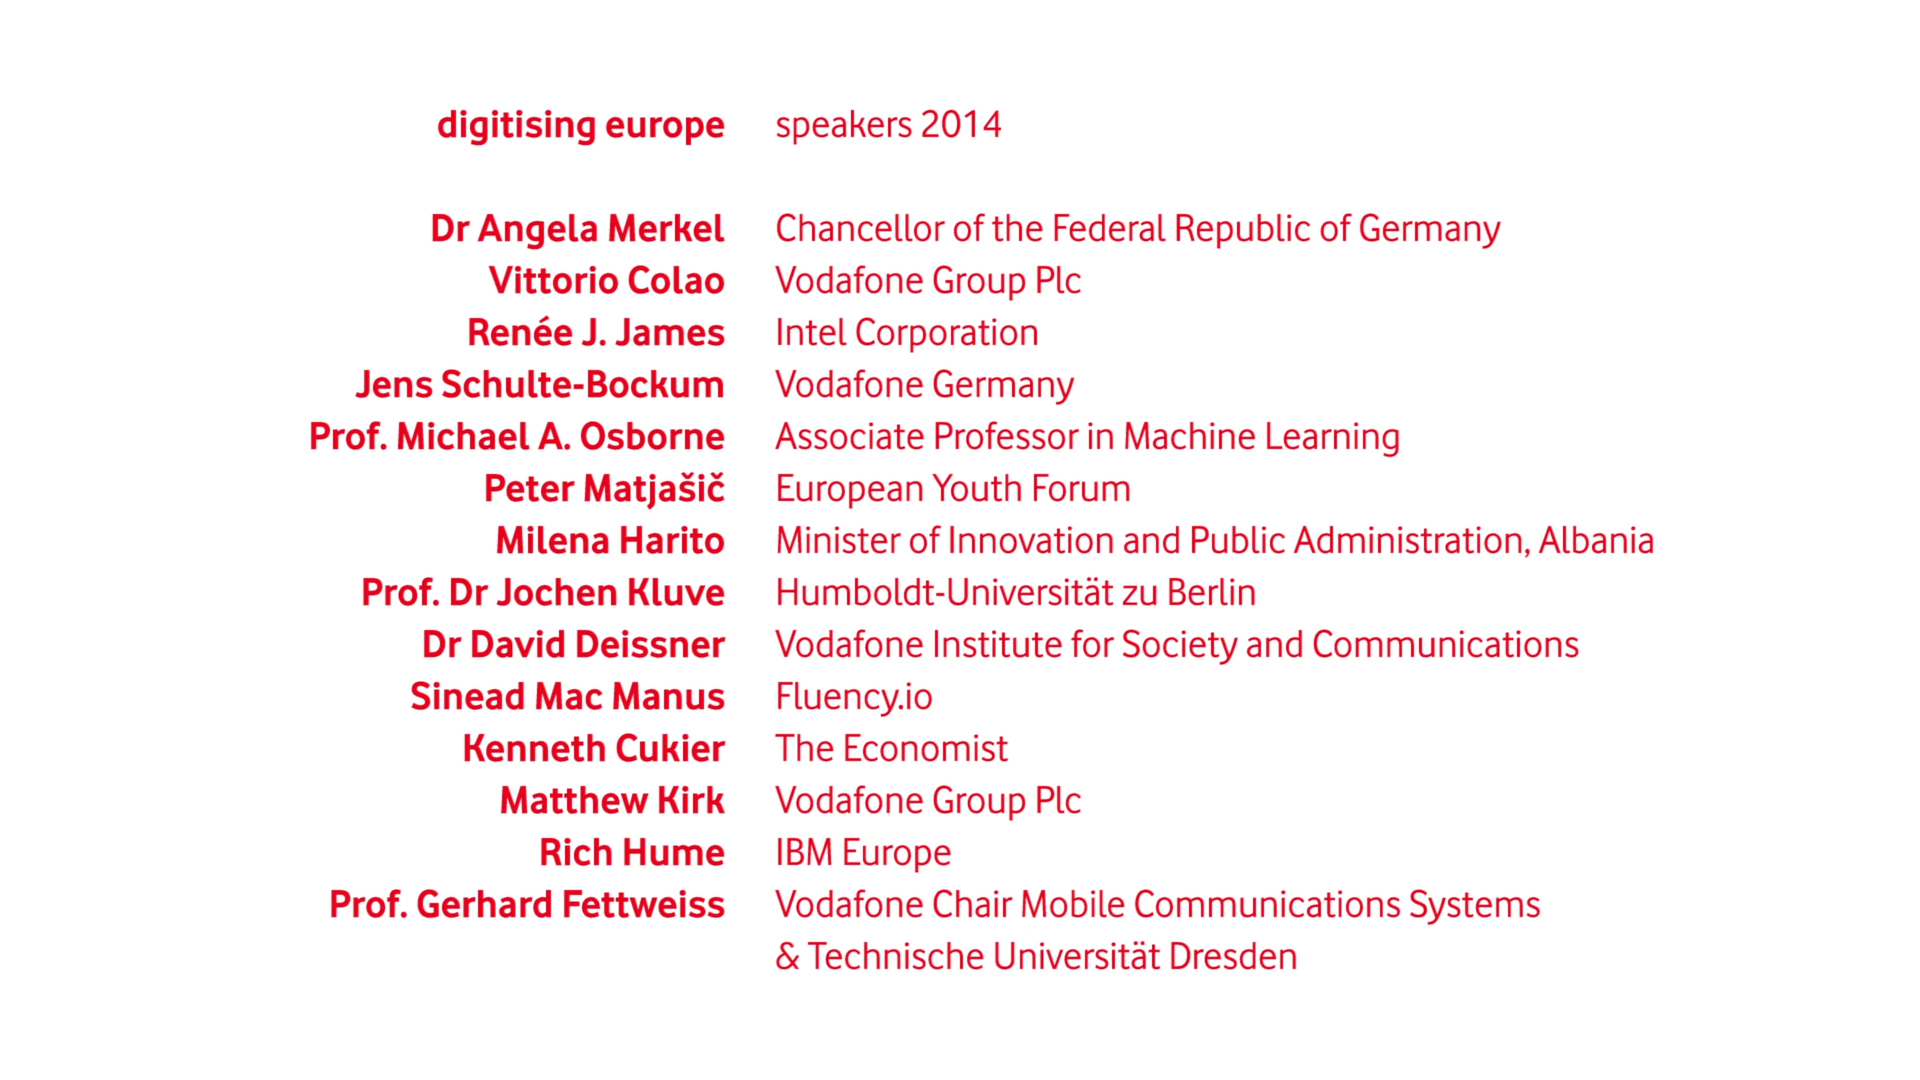 digitising europe speakers 2014
Dr Angela Merkel Chancellor of the Federal Republic of Germany
Vittorio Colao Vodafone Group Plc
Renée J. James Intel Corporation
Jens Schulte-Bockum Vodafone Germany
Prof. Michael A. Osborne Associate Professor in Machine Learning
Peter Matjašič European Youth Forum
Milena Harito Minister of Innovation and Public Administration, Albania
Prof. Dr Jochen Kluve Humboldt-Universität zu Berlin
Dr David Deissner Vodafone Institute for Society and Communications
Sinead Mac Manus Fluency.io
Kenneth Cukier The Economist
Matthew Kirk Vodafone Group Plc
Rich Hume IBM Europe
Prof. Gerhard Fettweiss Vodafone Chair Mobile Communications Systems
& Technische Universität Dresden